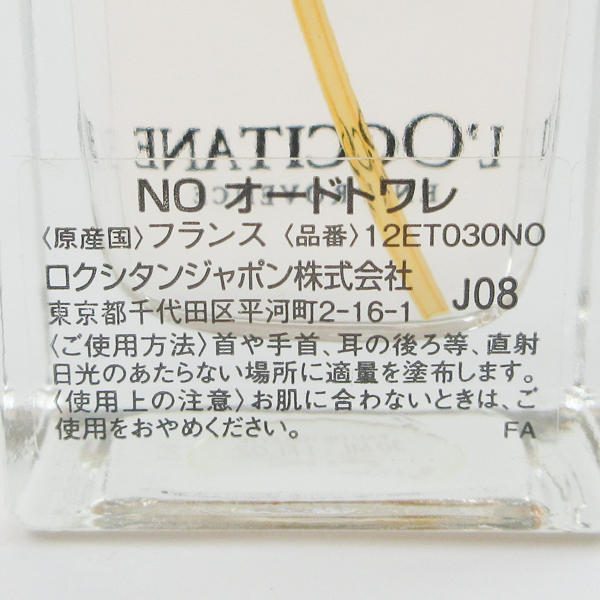 L'OCCITANE
NO オードトワレ
〈原産国〉フランス 〈品番〉12ET030NO
ロクシタンジャポン株式会社
東京都千代田区平河町2-16-1 J08
〈ご使用方法〉首や手首、耳の後ろ等、直射
日光のあたらない場所に適量を塗布します。
〈使用上の注意〉お肌に合わないときは、ご
使用をおやめください。 FA